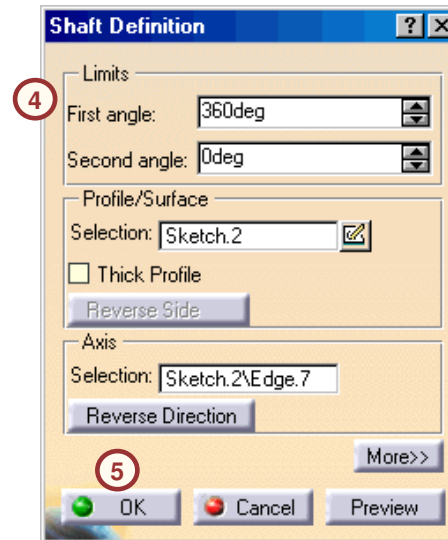 Shaft Definition ? X
Limits
4
First angle: 360deg
Second angle: 0deg
Profile/Surface
Selection: Sketch.2
Thick Profile
Reverse Side
Axis
Selection: Sketch.2\Edge.7
Reverse Direction
More>>
5
OK Cancel Preview